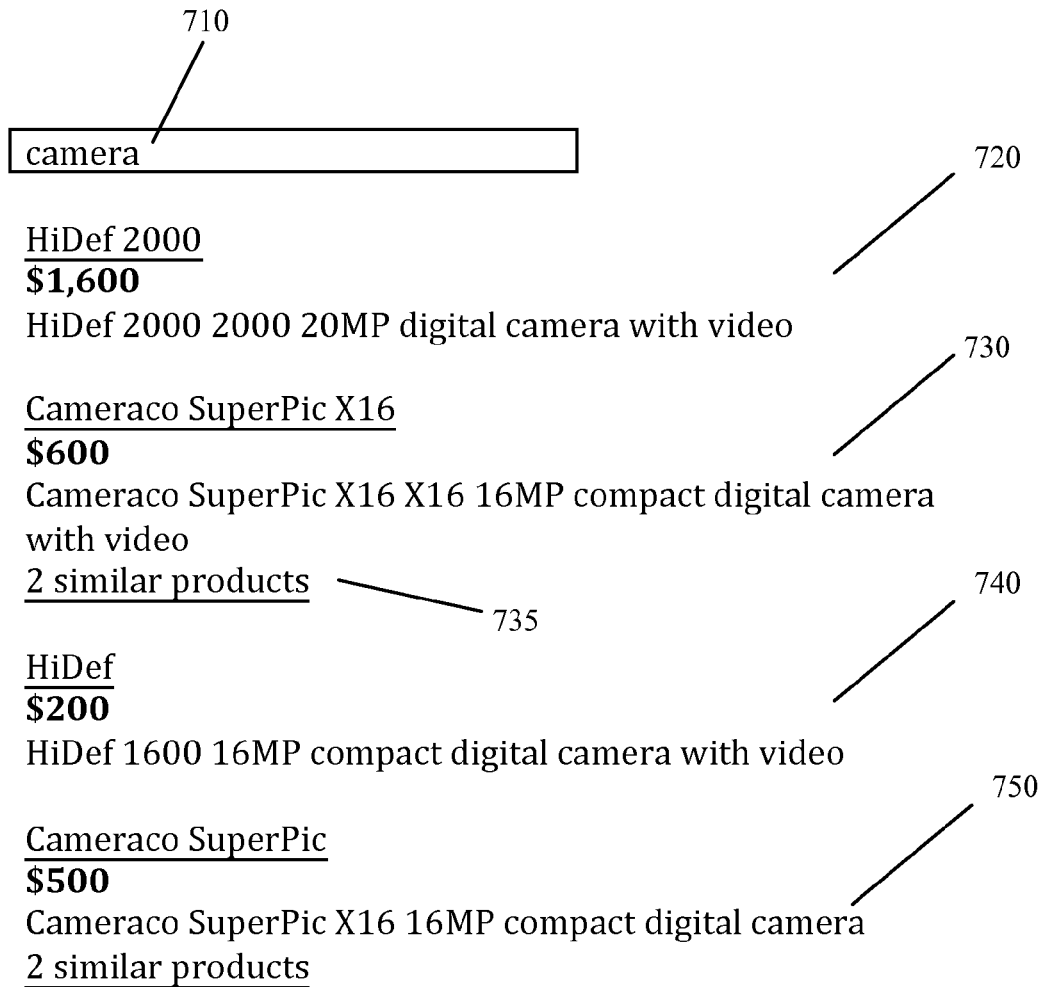 710
camera
720
HiDef 2000
$1,600
HiDef 2000 2000 20MP digital camera with video
730
Cameraco SuperPic X16
$600
Cameraco SuperPic X16 X16 16MP compact digital camera
with video
2 similar products
735
740
HiDef
$200
HiDef 1600 16MP compact digital camera with video
750
Cameraco SuperPic
$500
Cameraco SuperPic X16 16MP compact digital camera
2 similar products